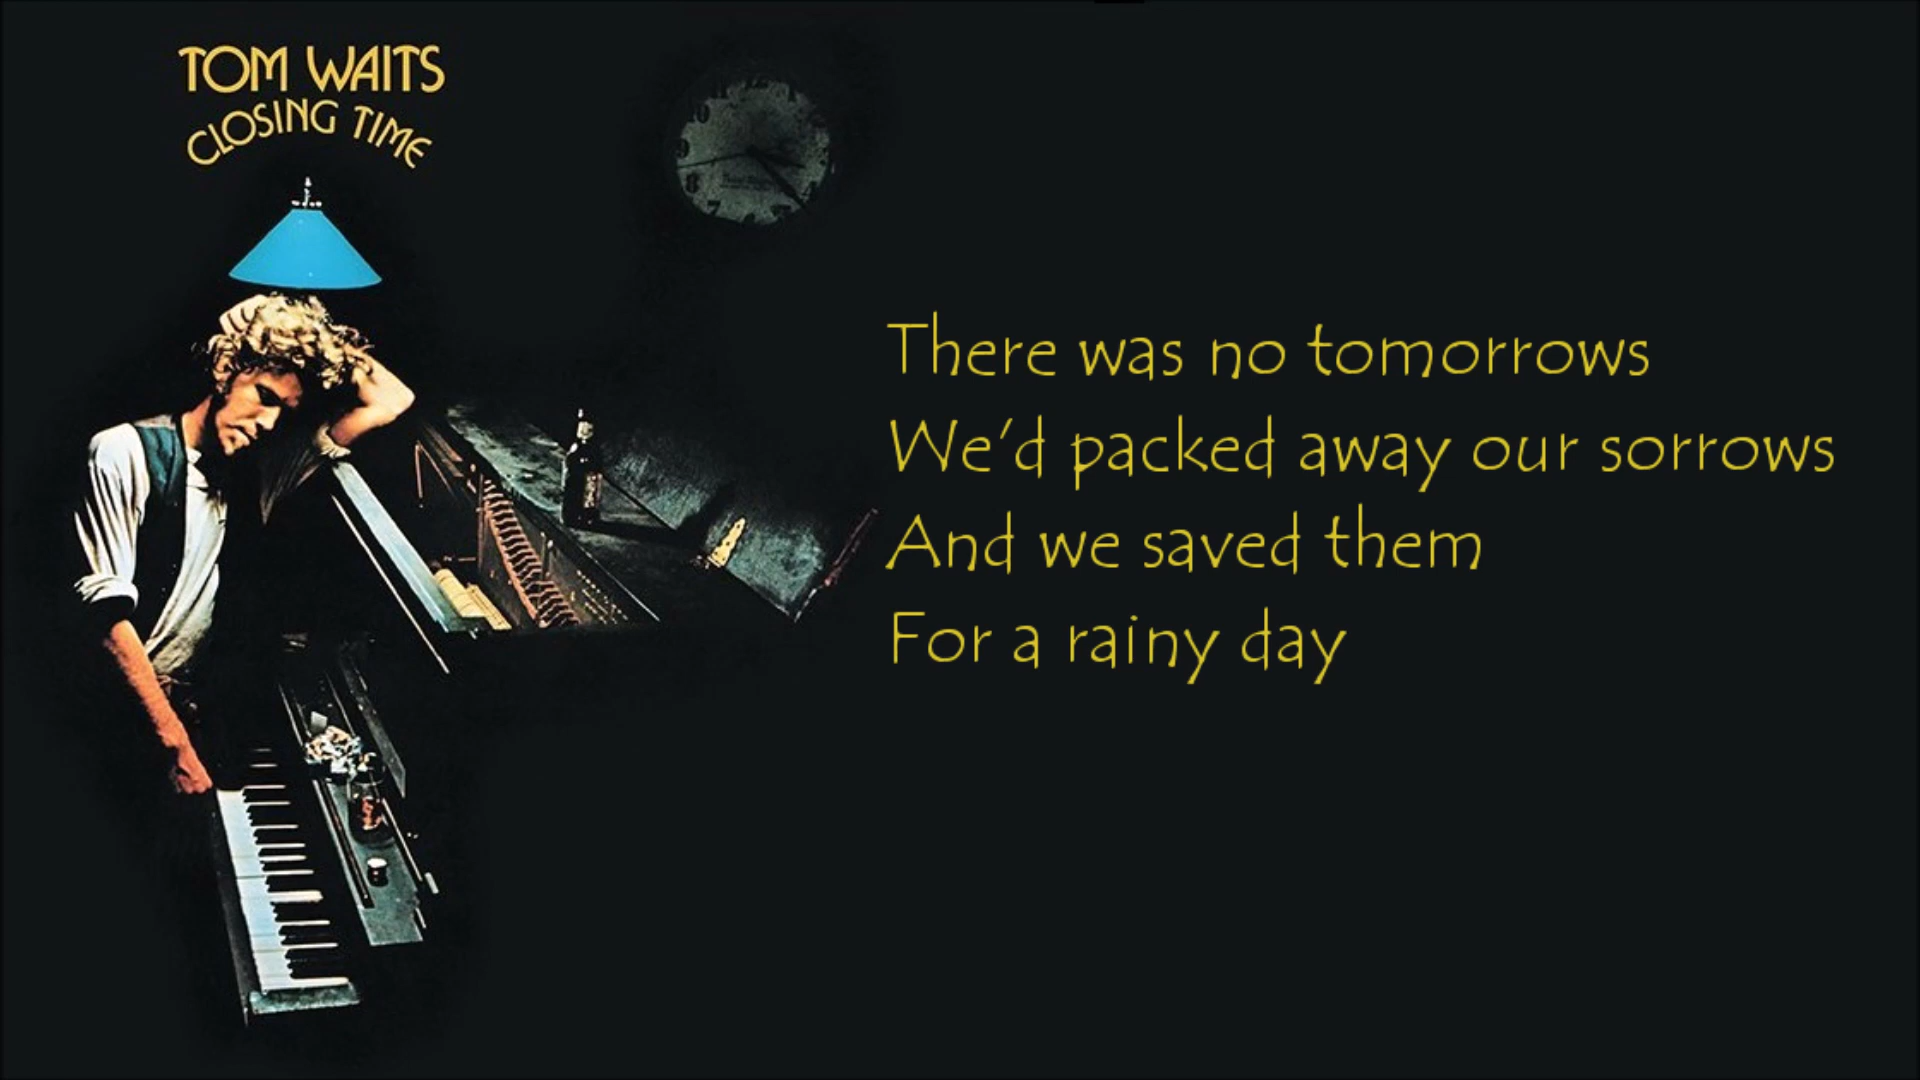 TOM WAITS
CLOSING TIME
There was no tomorrows
We'd packed away our sorrows
And we saved them
For a rainy day